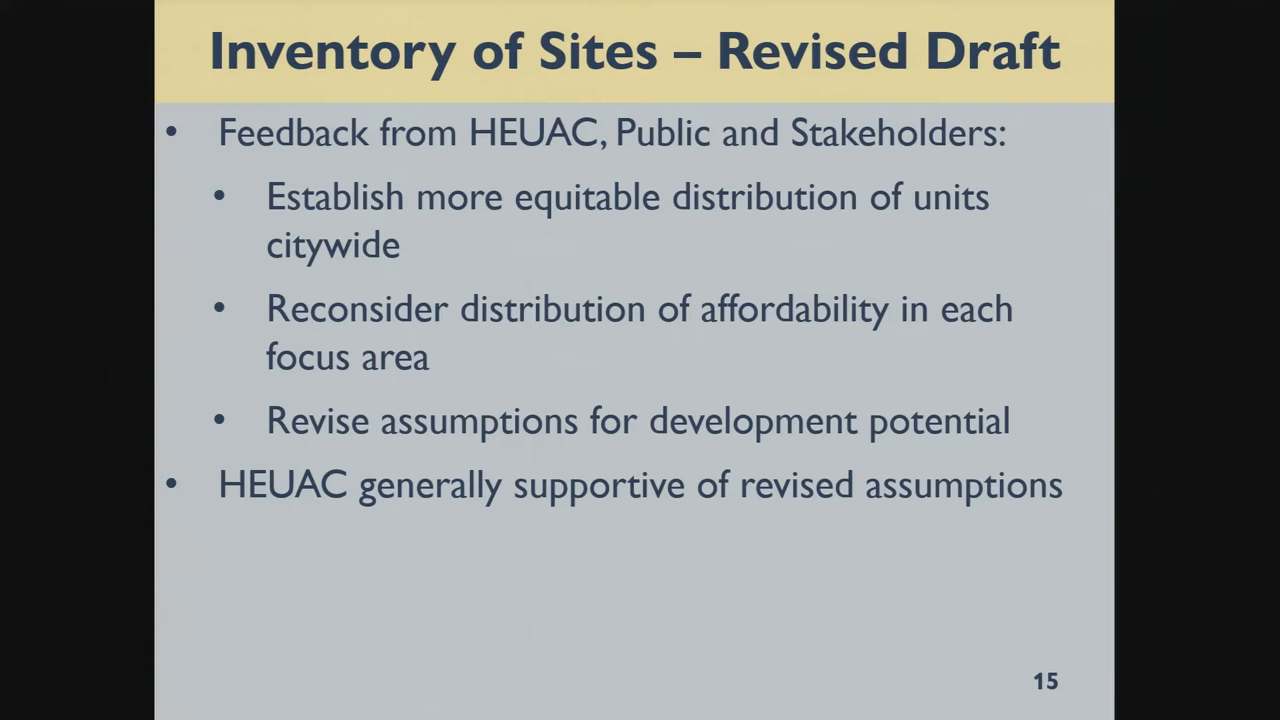 Inventory of Sites – Revised Draft
• Feedback from HEUAC, Public and Stakeholders:
• Establish more equitable distribution of units
citywide
• Reconsider distribution of affordability in each
focus area
• Revise assumptions for development potential
• HEUAC generally supportive of revised assumptions
15